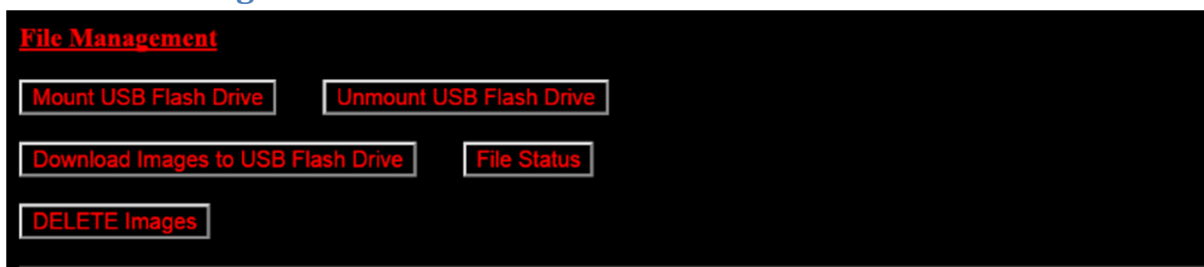 File Management
Mount USB Flash Drive Unmount USB Flash Drive
Download Images to USB Flash Drive File Status
DELETE Images